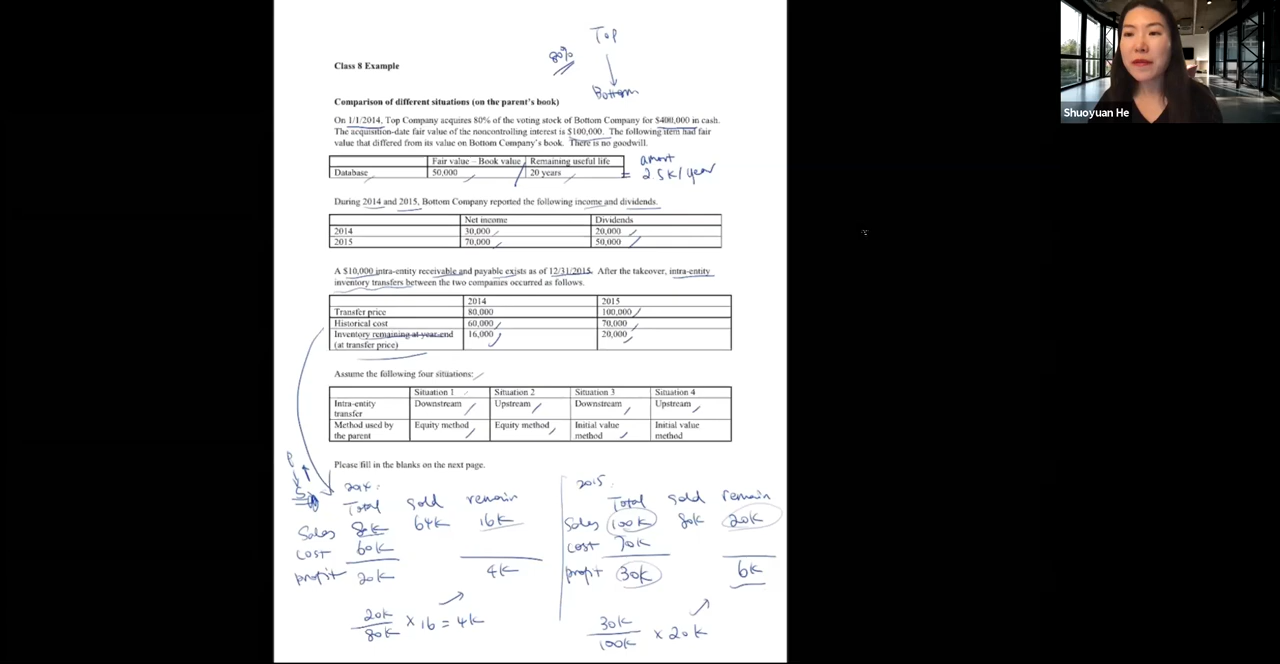 Top
80%
Bottom
Class 8 Example
Comparison of different situations (on the parent's book)
On 1/1/2014, Top Company acquires 80% of the voting stock of Bottom Company for $400,000 in cash.
The acquisition-date fair value of the noncontrolling interest is $100,000. The following item had fair
value that differed from its value on Bottom Company's book. There is no goodwill.
Fair value – Book value Remaining useful life
Database 50,000 20 years
amort
= 2.5K/year
During 2014 and 2015, Bottom Company reported the following income and dividends.
Net income Dividends
2014 30,000 20,000
2015 70,000 50,000
A $10,000 intra-entity receivable and payable exists as of 12/31/2015. After the takeover, intra-entity
inventory transfers between the two companies occurred as follows.
2014 2015
Transfer price 80,000 100,000
Historical cost 60,000 70,000
Inventory remaining at year-end 16,000 20,000
(at transfer price)
Assume the following four situations:
Situation 1 Situation 2 Situation 3 Situation 4
Intra-entity Downstream Upstream Downstream Upstream
transfer
Method used by Equity method Equity method Initial value Initial value
the parent method method
Please fill in the blanks on the next page.
P
2014:
Total Sold remain
Sales 80K 64K 16K
Cost 60K
profit 20K 4K
20K
80K × 16 = 4K
2015:
Total Sold remain
Sales 100K 80K 20K
cost 70K
profit 30K 6K
30K
100K × 20K
Shuoyuan He